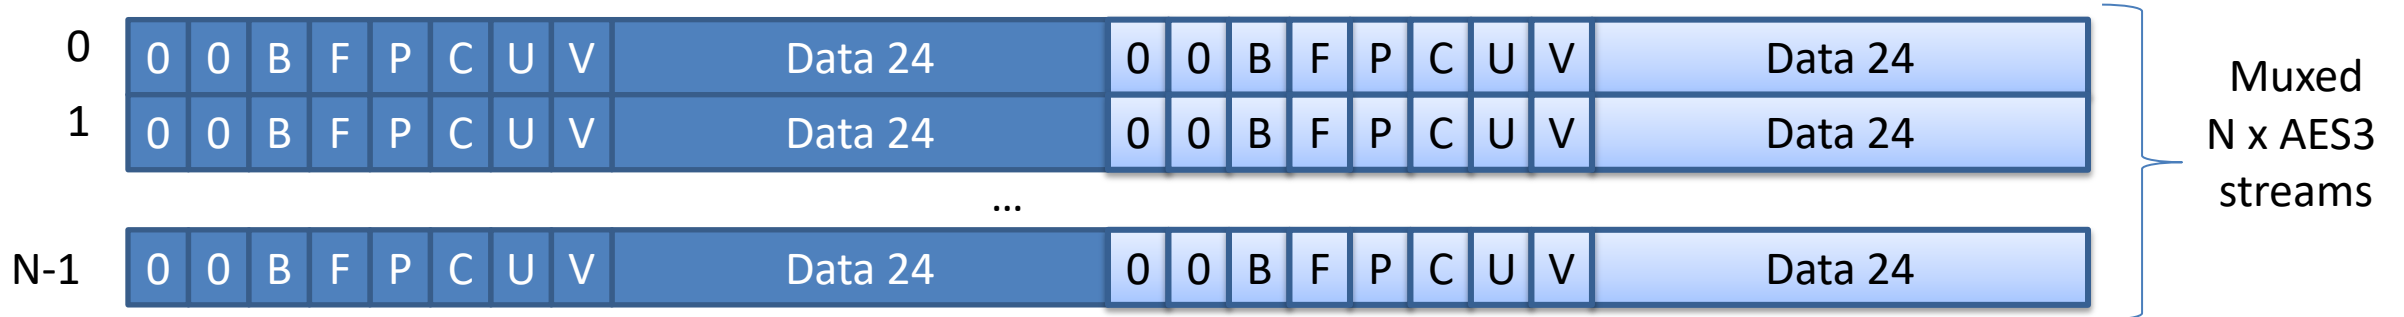 0 0 0 B F P C U V Data 24 0 0 B F P C U V Data 24
1 0 0 B F P C U V Data 24 0 0 B F P C U V Data 24
...
N-1 0 0 B F P C U V Data 24 0 0 B F P C U V Data 24
Muxed
N x AES3
streams